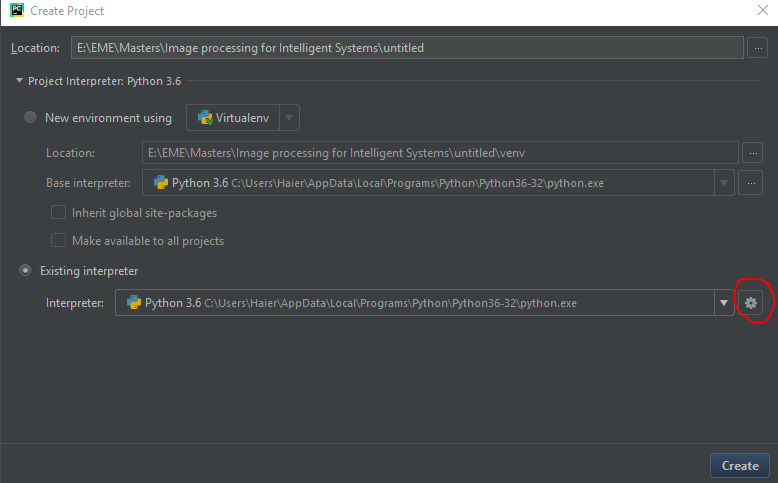 PC Create Project
Location: E:\EME\Masters\Image processing for Intelligent Systems\untitled ...
Project Interpreter: Python 3.6
New environment using Virtualenv
Location: E:\EME\Masters\Image processing for Intelligent Systems\untitled\venv ...
Base interpreter: Python 3.6 C:\Users\Haier\AppData\Local\Programs\Python\Python36-32\python.exe ...
Inherit global site-packages
Make available to all projects
Existing interpreter
Interpreter: Python 3.6 C:\Users\Haier\AppData\Local\Programs\Python\Python36-32\python.exe
Create